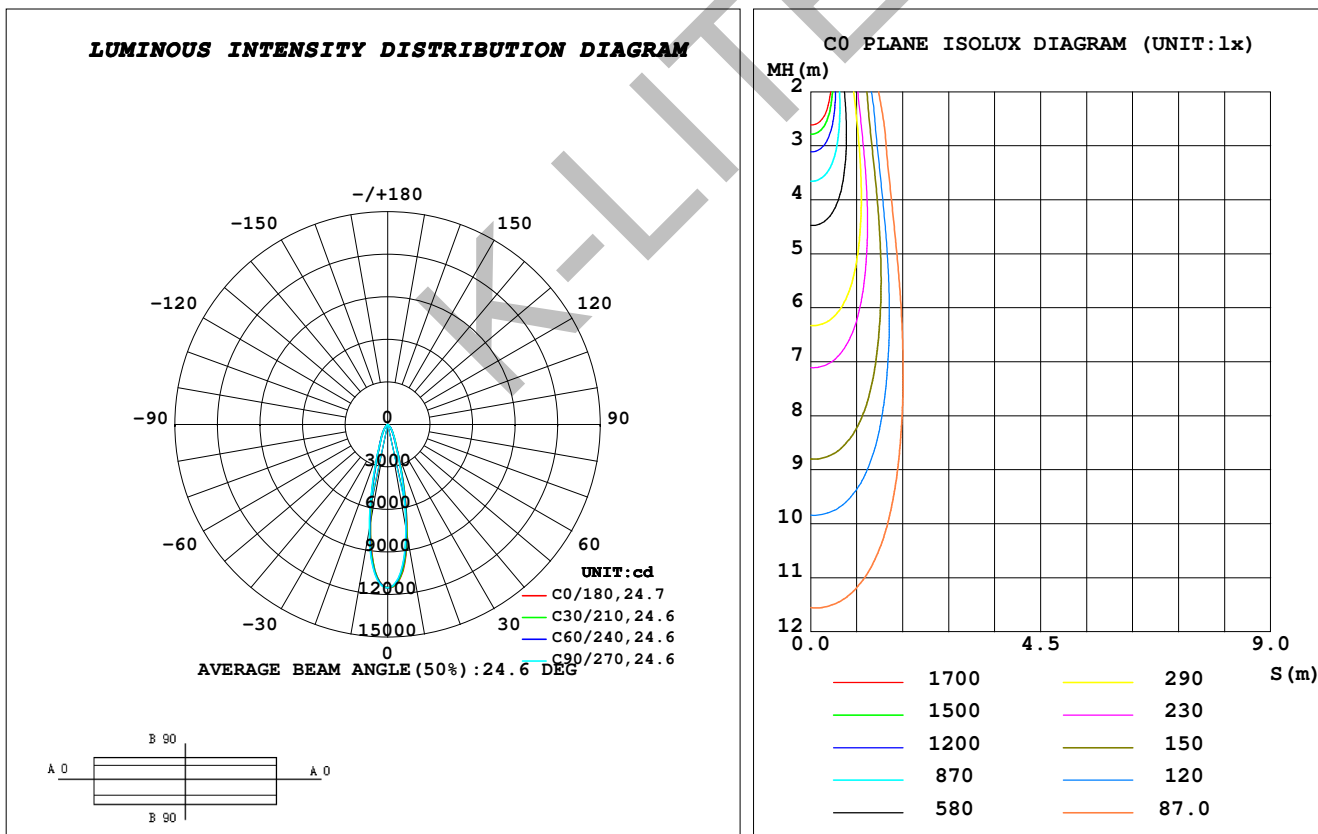 LUMINOUS INTENSITY DISTRIBUTION DIAGRAM
-/+180
-150
150
-120
120
-90
90
-60
60
-30
30
0
0
3000
6000
9000
12000
15000
UNIT:cd
C0/180,24.7
C30/210,24.6
C60/240,24.6
C90/270,24.6
AVERAGE BEAM ANGLE(50%):24.6 DEG
B 90
A 0
A 0
B 90
K-LITE
C0 PLANE ISOLUX DIAGRAM (UNIT:lx)
MH(m)
2
3
4
5
6
7
8
9
10
11
12
0.0
4.5
9.0
S(m)
1700
290
1500
230
1200
150
870
120
580
87.0